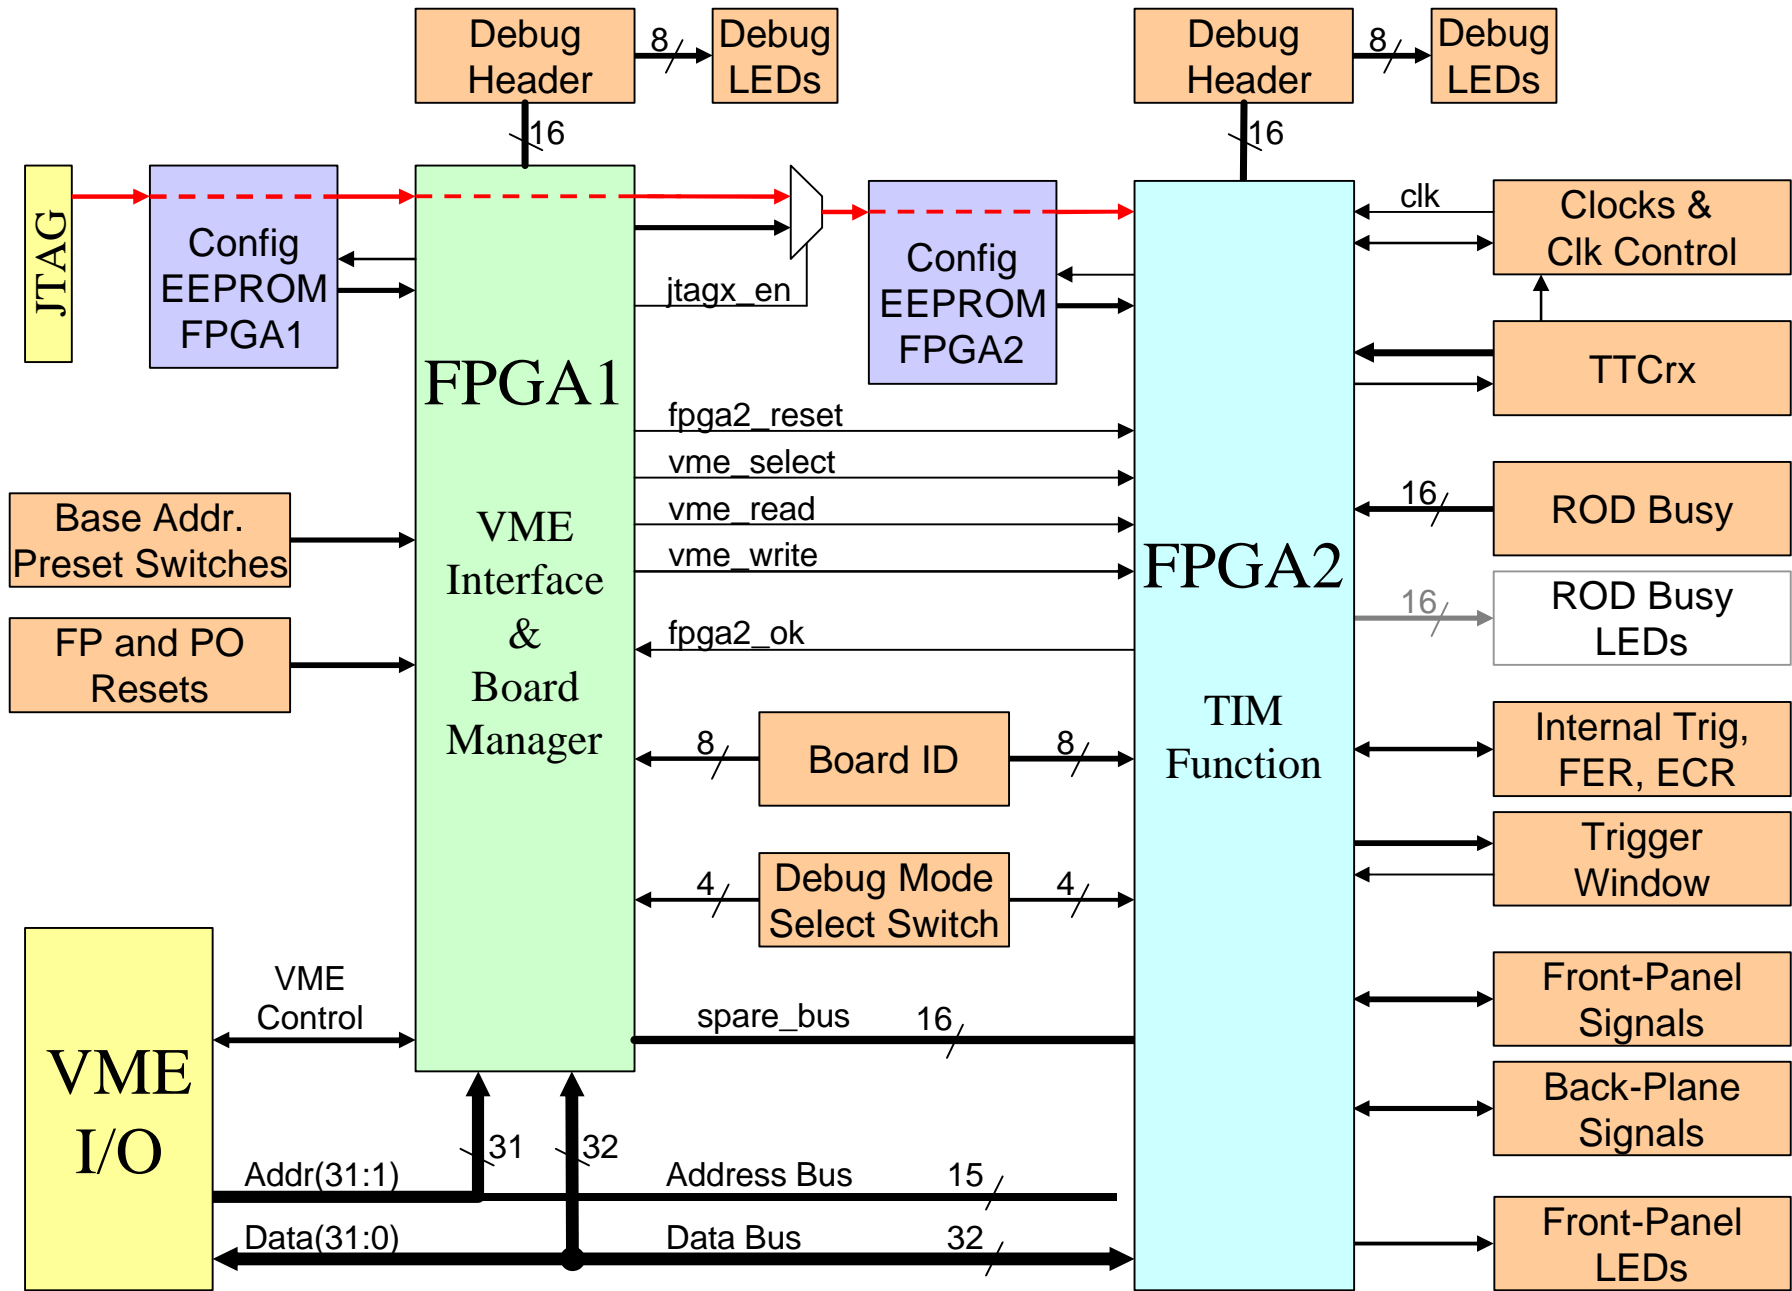 Debug
Header
8
Debug
LEDs
16
Debug
Header
8
Debug
LEDs
16
JTAG
Config
EEPROM
FPGA1
jtagx_en
Config
EEPROM
FPGA2
clk
Clocks &
Clk Control
TTCrx
FPGA1
VME
Interface
&
Board
Manager
fpga2_reset
vme_select
vme_read
vme_write
fpga2_ok
Base Addr.
Preset Switches
FP and PO
Resets
FPGA2
TIM
Function
16
ROD Busy
16
ROD Busy
LEDs
8
Board ID
8
Internal Trig,
FER, ECR
4
Debug Mode
Select Switch
4
Trigger
Window
VME
I/O
VME
Control
spare_bus
16
Front-Panel
Signals
Back-Plane
Signals
31
32
Addr(31:1)
Address Bus
15
Data(31:0)
Data Bus
32
Front-Panel
LEDs